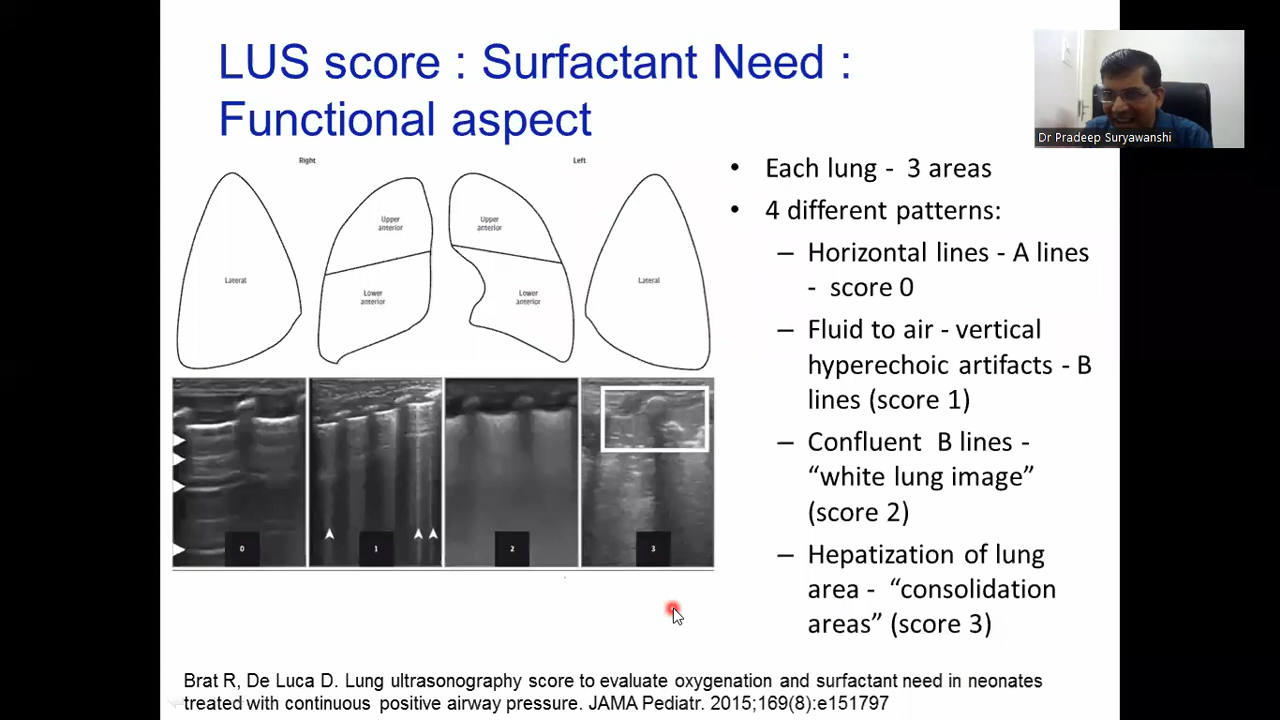 LUS score : Surfactant Need :
Functional aspect
Dr Pradeep Suryawanshi
Right
Left
Lateral
Upper
anterior
Lower
anterior
Upper
anterior
Lower
anterior
Lateral
0
1
2
3
• Each lung - 3 areas
• 4 different patterns:
– Horizontal lines - A lines
- score 0
– Fluid to air - vertical
hyperechoic artifacts - B
lines (score 1)
– Confluent B lines -
“white lung image”
(score 2)
– Hepatization of lung
area - “consolidation
areas” (score 3)
Brat R, De Luca D. Lung ultrasonography score to evaluate oxygenation and surfactant need in neonates
treated with continuous positive airway pressure. JAMA Pediatr. 2015;169(8):e151797